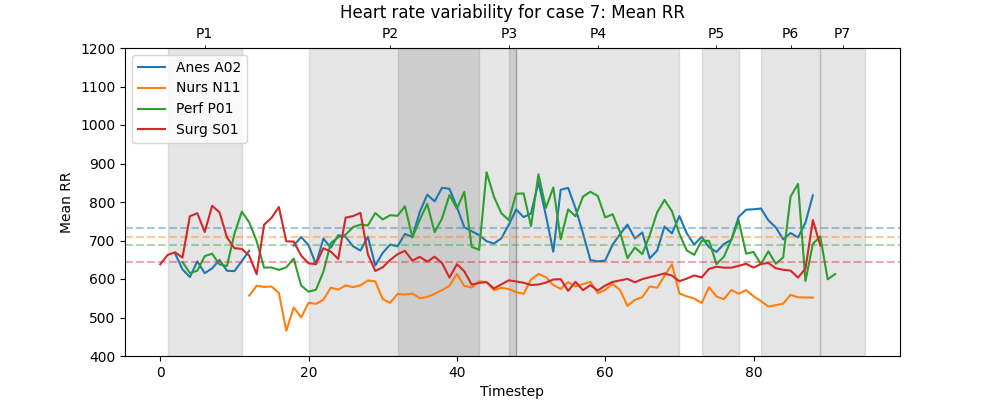 Heart rate variability for case 7: Mean RR
P1 P2 P3 P4 P5 P6 P7
1200
1100
1000
900
800
700
600
500
400
Mean RR
Anes A02
Nurs N11
Perf P01
Surg S01
0 20 40 60 80
Timestep